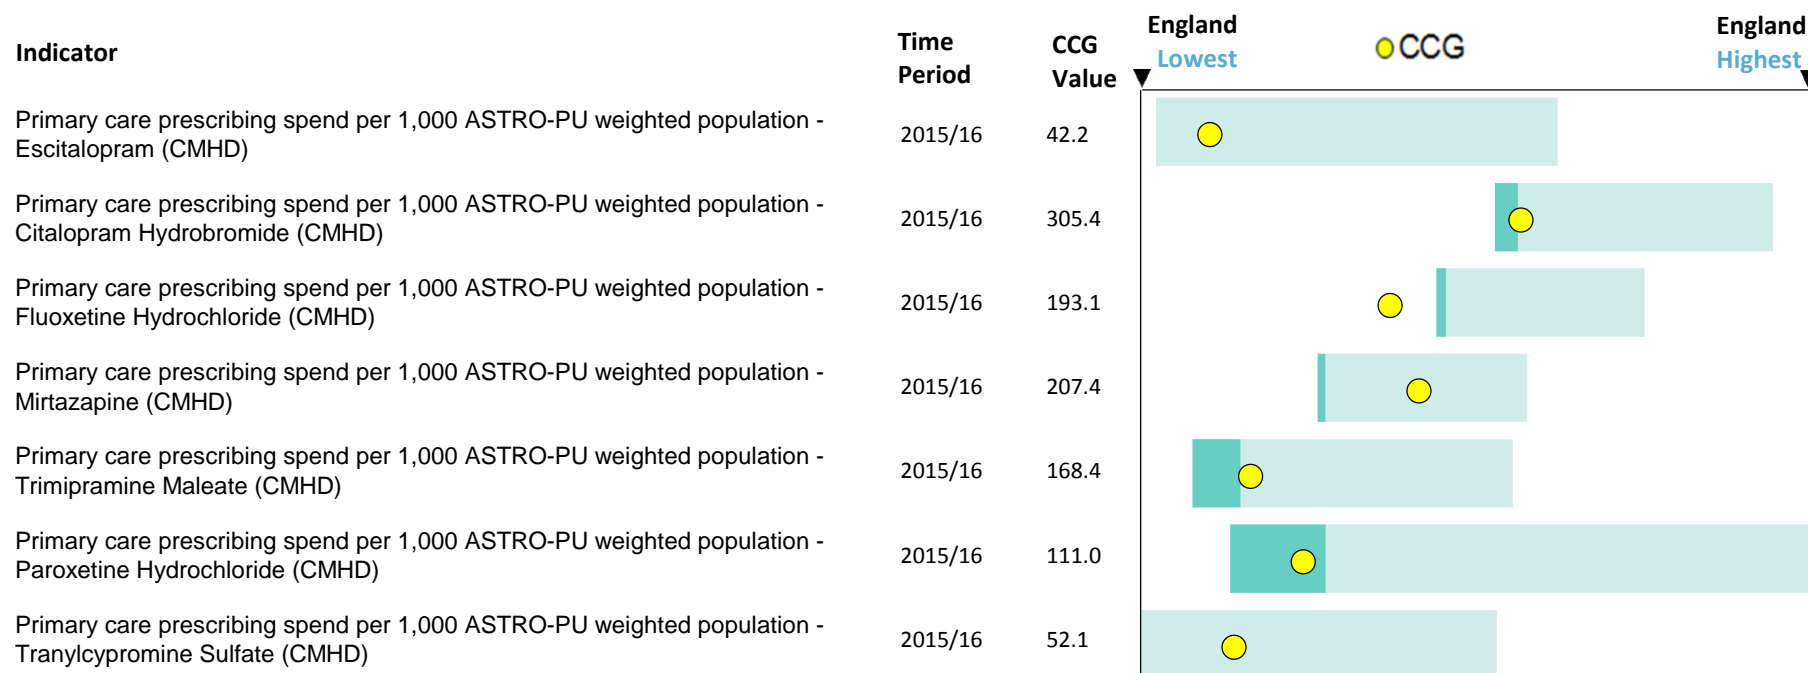 Indicator
Time Period
CCG Value
England Lowest
CCG
England Highest
Primary care prescribing spend per 1,000 ASTRO-PU weighted population -
Escitalopram (CMHD)
2015/16
42.2
Primary care prescribing spend per 1,000 ASTRO-PU weighted population -
Citalopram Hydrobromide (CMHD)
2015/16
305.4
Primary care prescribing spend per 1,000 ASTRO-PU weighted population -
Fluoxetine Hydrochloride (CMHD)
2015/16
193.1
Primary care prescribing spend per 1,000 ASTRO-PU weighted population -
Mirtazapine (CMHD)
2015/16
207.4
Primary care prescribing spend per 1,000 ASTRO-PU weighted population -
Trimipramine Maleate (CMHD)
2015/16
168.4
Primary care prescribing spend per 1,000 ASTRO-PU weighted population -
Paroxetine Hydrochloride (CMHD)
2015/16
111.0
Primary care prescribing spend per 1,000 ASTRO-PU weighted population -
Tranylcypromine Sulfate (CMHD)
2015/16
52.1